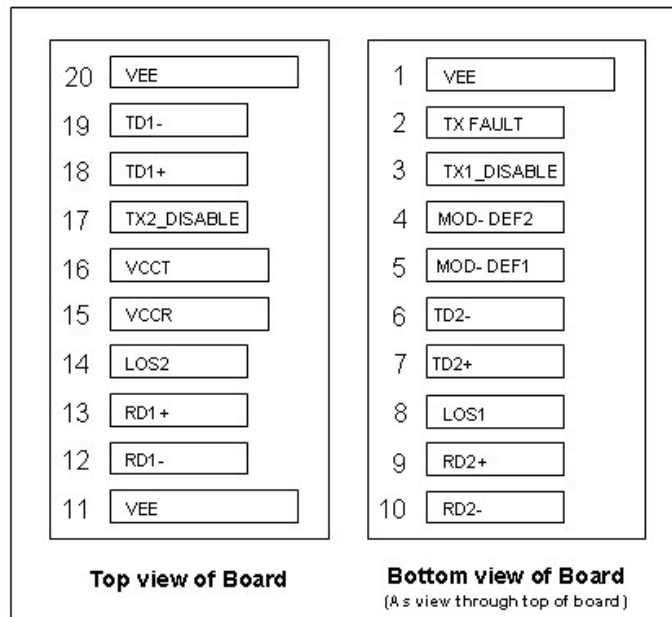 20 VEE
19 TD1-
18 TD1+
17 TX2_DISABLE
16 VCCT
15 VCCR
14 LOS2
13 RD1+
12 RD1-
11 VEE
Top view of Board
1 VEE
2 TX FAULT
3 TX1_DISABLE
4 MOD-DEF2
5 MOD-DEF1
6 TD2-
7 TD2+
8 LOS1
9 RD2+
10 RD2-
Bottom view of Board
(As view through top of board)